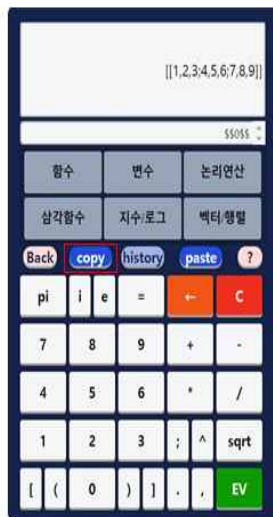 [[1,2,3;4,5,6;7,8,9]]
$$0$$
함수 변수 논리연산
삼각함수 지수/로그 벡터/행렬
Back copy history paste ?
pi i e = ← C
7 8 9 + -
4 5 6 * /
1 2 3 ; ^ sqrt
[ ( 0 ) ] . , EV